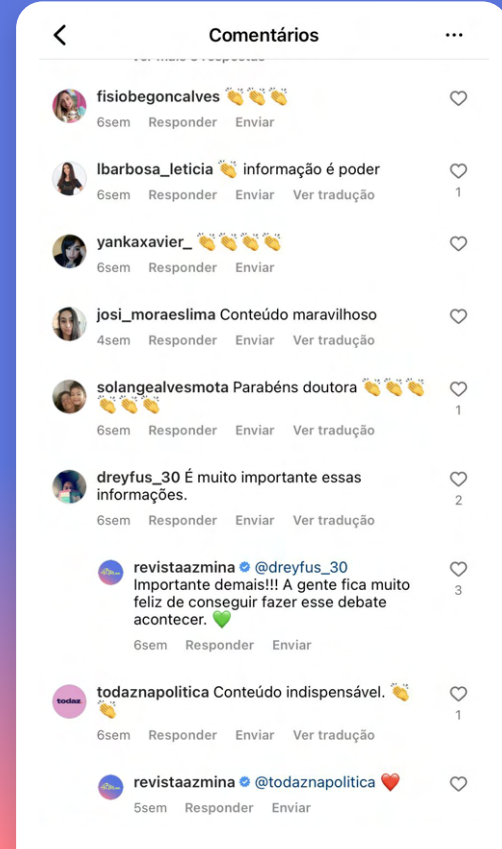 Comentários
fisiobegoncalves 👏👏👏
6sem Responder Enviar
lbarbosa_leticia 👏 informação é poder
1
6sem Responder Enviar Ver tradução
yankaxavier_ 👏👏👏👏
6sem Responder Enviar
josi_moraeslima Conteúdo maravilhoso
4sem Responder Enviar Ver tradução
solangealvesmota Parabéns doutora 👏👏👏
👏👏👏
1
6sem Responder Enviar Ver tradução
dreyfus_30 É muito importante essas
informações.
2
6sem Responder Enviar Ver tradução
revistaazmina @dreyfus_30
Importante demais!!! A gente fica muito
feliz de conseguir fazer esse debate
acontecer. 💚
3
6sem Responder Enviar
todaz
todaznapolitica Conteúdo indispensável. 👏
👏
1
6sem Responder Enviar Ver tradução
revistaazmina @todaznapolitica ❤️
5sem Responder Enviar